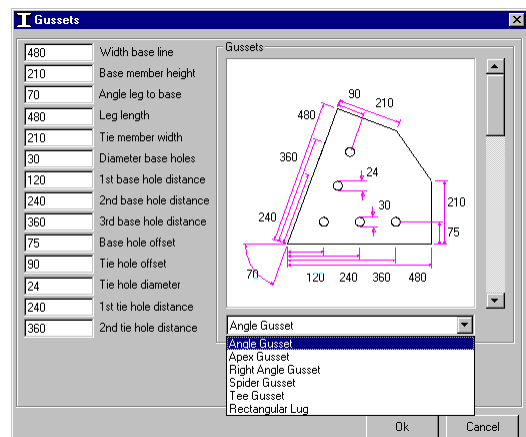 Gussets
480 Width base line
210 Base member height
70 Angle leg to base
480 Leg length
210 Tie member width
30 Diameter base holes
120 1st base hole distance
240 2nd base hole distance
360 3rd base hole distance
75 Base hole offset
90 Tie hole offset
24 Tie hole diameter
240 1st tie hole distance
360 2nd tie hole distance
Gussets
90
210
480
360
24
30
240
210
75
70
120 240 360 480
Angle Gusset
Angle Gusset
Apex Gusset
Right Angle Gusset
Spider Gusset
Tee Gusset
Rectangular Lug
Ok Cancel